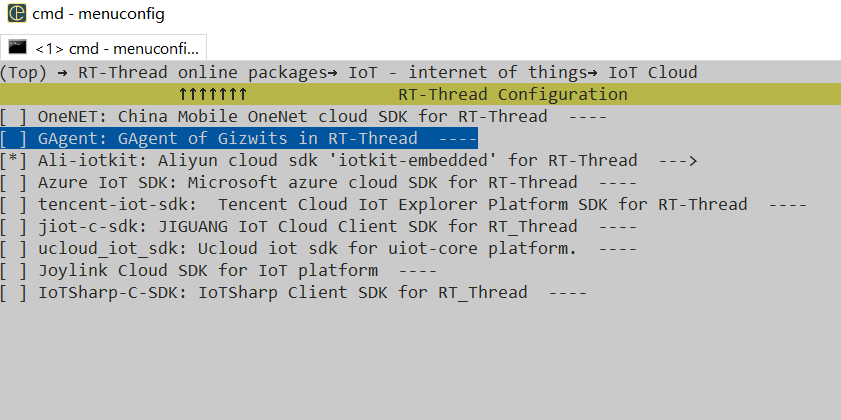 cmd - menuconfig
<1> cmd - menuconfi...
(Top) → RT-Thread online packages→ IoT - internet of things→ IoT Cloud
↑↑↑↑↑↑↑ RT-Thread Configuration
[ ] OneNET: China Mobile OneNet cloud SDK for RT-Thread  ----
[ ] GAgent: GAgent of Gizwits in RT-Thread  ----
[*] Ali-iotkit: Aliyun cloud sdk 'iotkit-embedded' for RT-Thread  --->
[ ] Azure IoT SDK: Microsoft azure cloud SDK for RT-Thread  ----
[ ] tencent-iot-sdk:  Tencent Cloud IoT Explorer Platform SDK for RT-Thread  ----
[ ] jiot-c-sdk: JIGUANG IoT Cloud Client SDK for RT_Thread  ----
[ ] ucloud_iot_sdk: Ucloud iot sdk for uiot-core platform.  ----
[ ] Joylink Cloud SDK for IoT platform  ----
[ ] IoTSharp-C-SDK: IoTSharp Client SDK for RT_Thread  ----